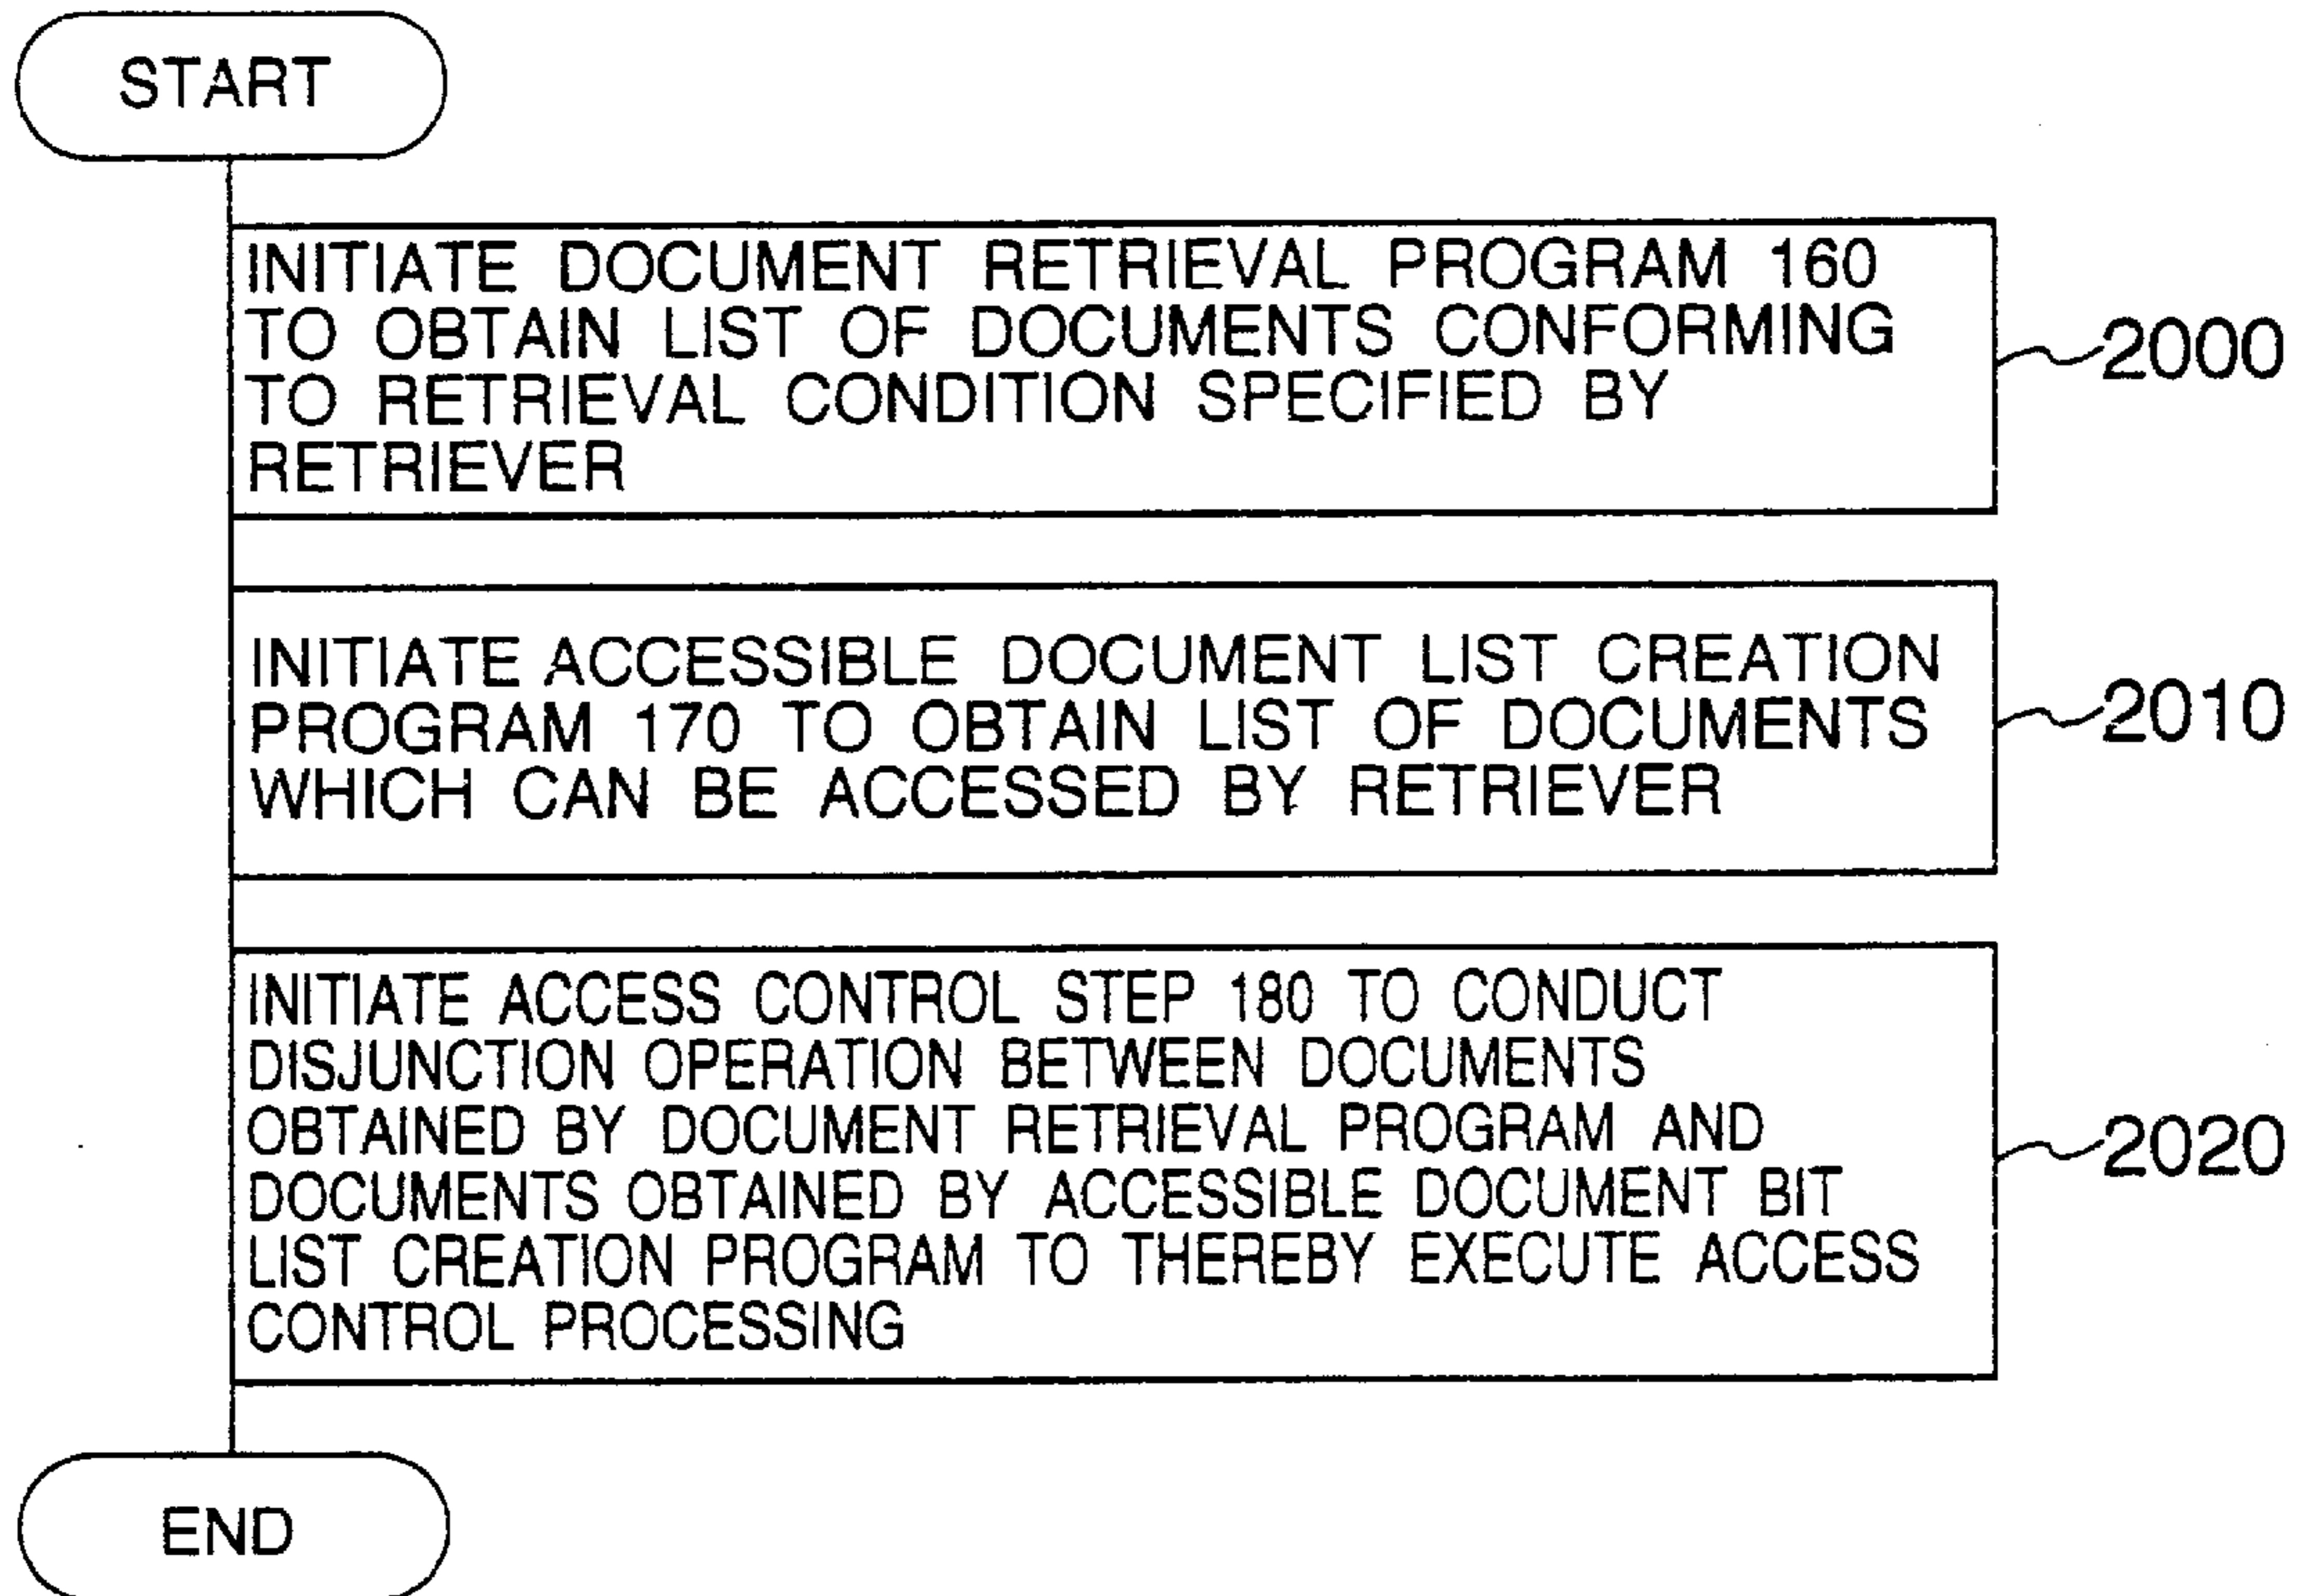 START
INITIATE DOCUMENT RETRIEVAL PROGRAM 160
TO OBTAIN LIST OF DOCUMENTS CONFORMING
TO RETRIEVAL CONDITION SPECIFIED BY
RETRIEVER
2000
INITIATE ACCESSIBLE DOCUMENT LIST CREATION
PROGRAM 170 TO OBTAIN LIST OF DOCUMENTS
WHICH CAN BE ACCESSED BY RETRIEVER
2010
INITIATE ACCESS CONTROL STEP 180 TO CONDUCT
DISJUNCTION OPERATION BETWEEN DOCUMENTS
OBTAINED BY DOCUMENT RETRIEVAL PROGRAM AND
DOCUMENTS OBTAINED BY ACCESSIBLE DOCUMENT BIT
LIST CREATION PROGRAM TO THEREBY EXECUTE ACCESS
CONTROL PROCESSING
2020
END